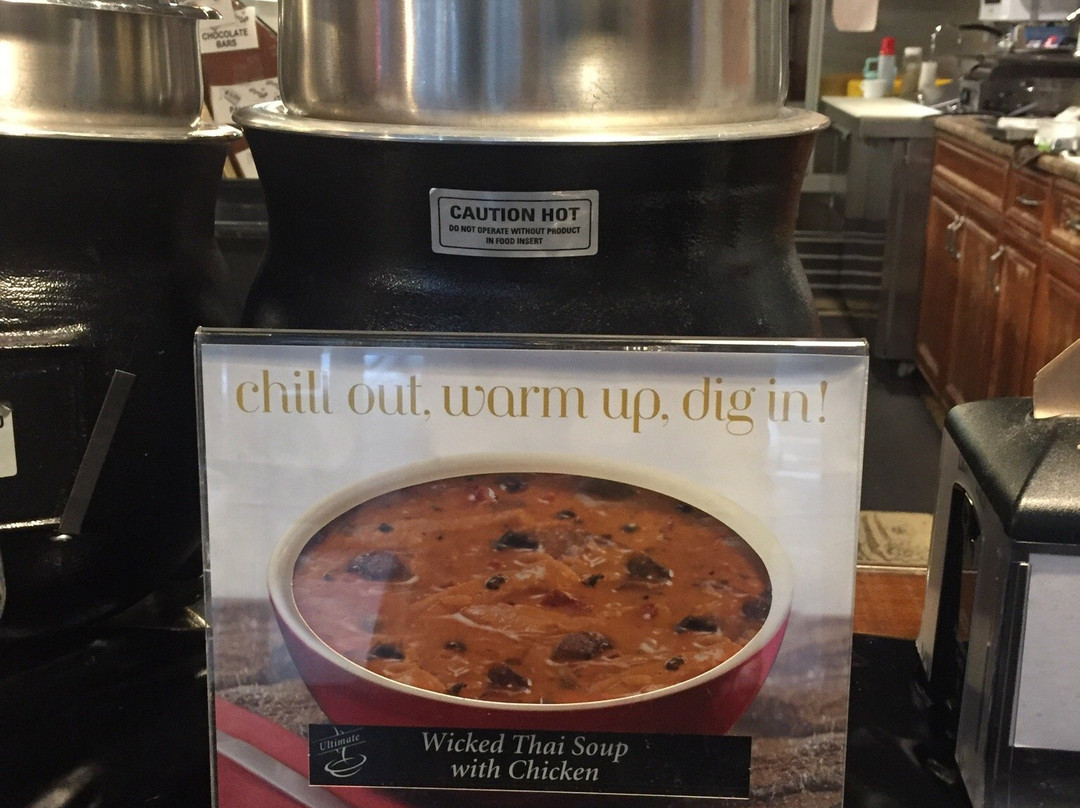 CHOCOLATE
BARS
CAUTION HOT
DO NOT OPERATE WITHOUT PRODUCT
IN FOOD INSERT
chill out, warm up, dig in!
Ultimate
Wicked Thai Soup
with Chicken